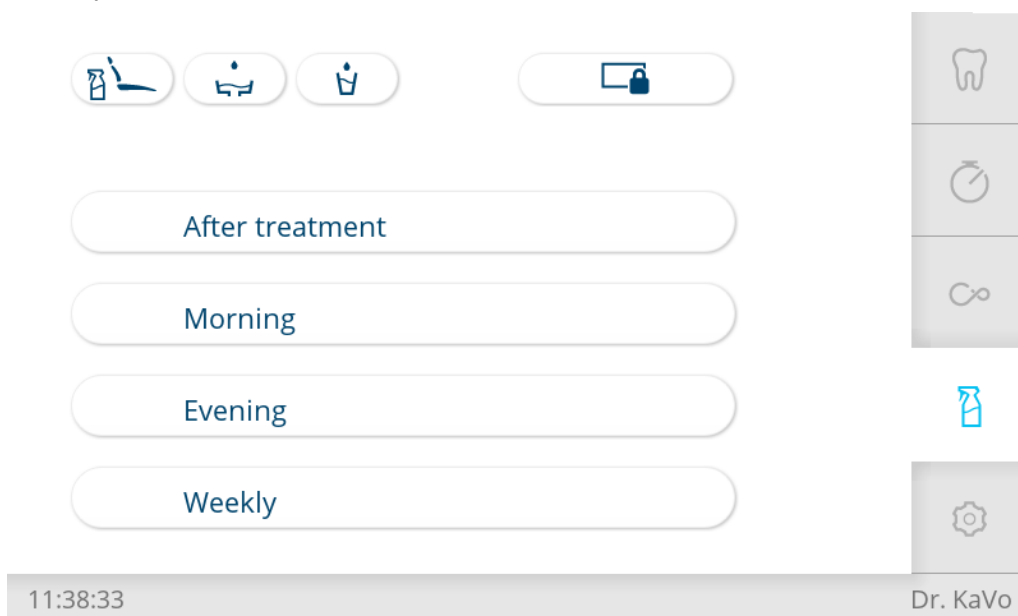 After treatment
Morning
Evening
Weekly
11:38:33
Dr. KaVo